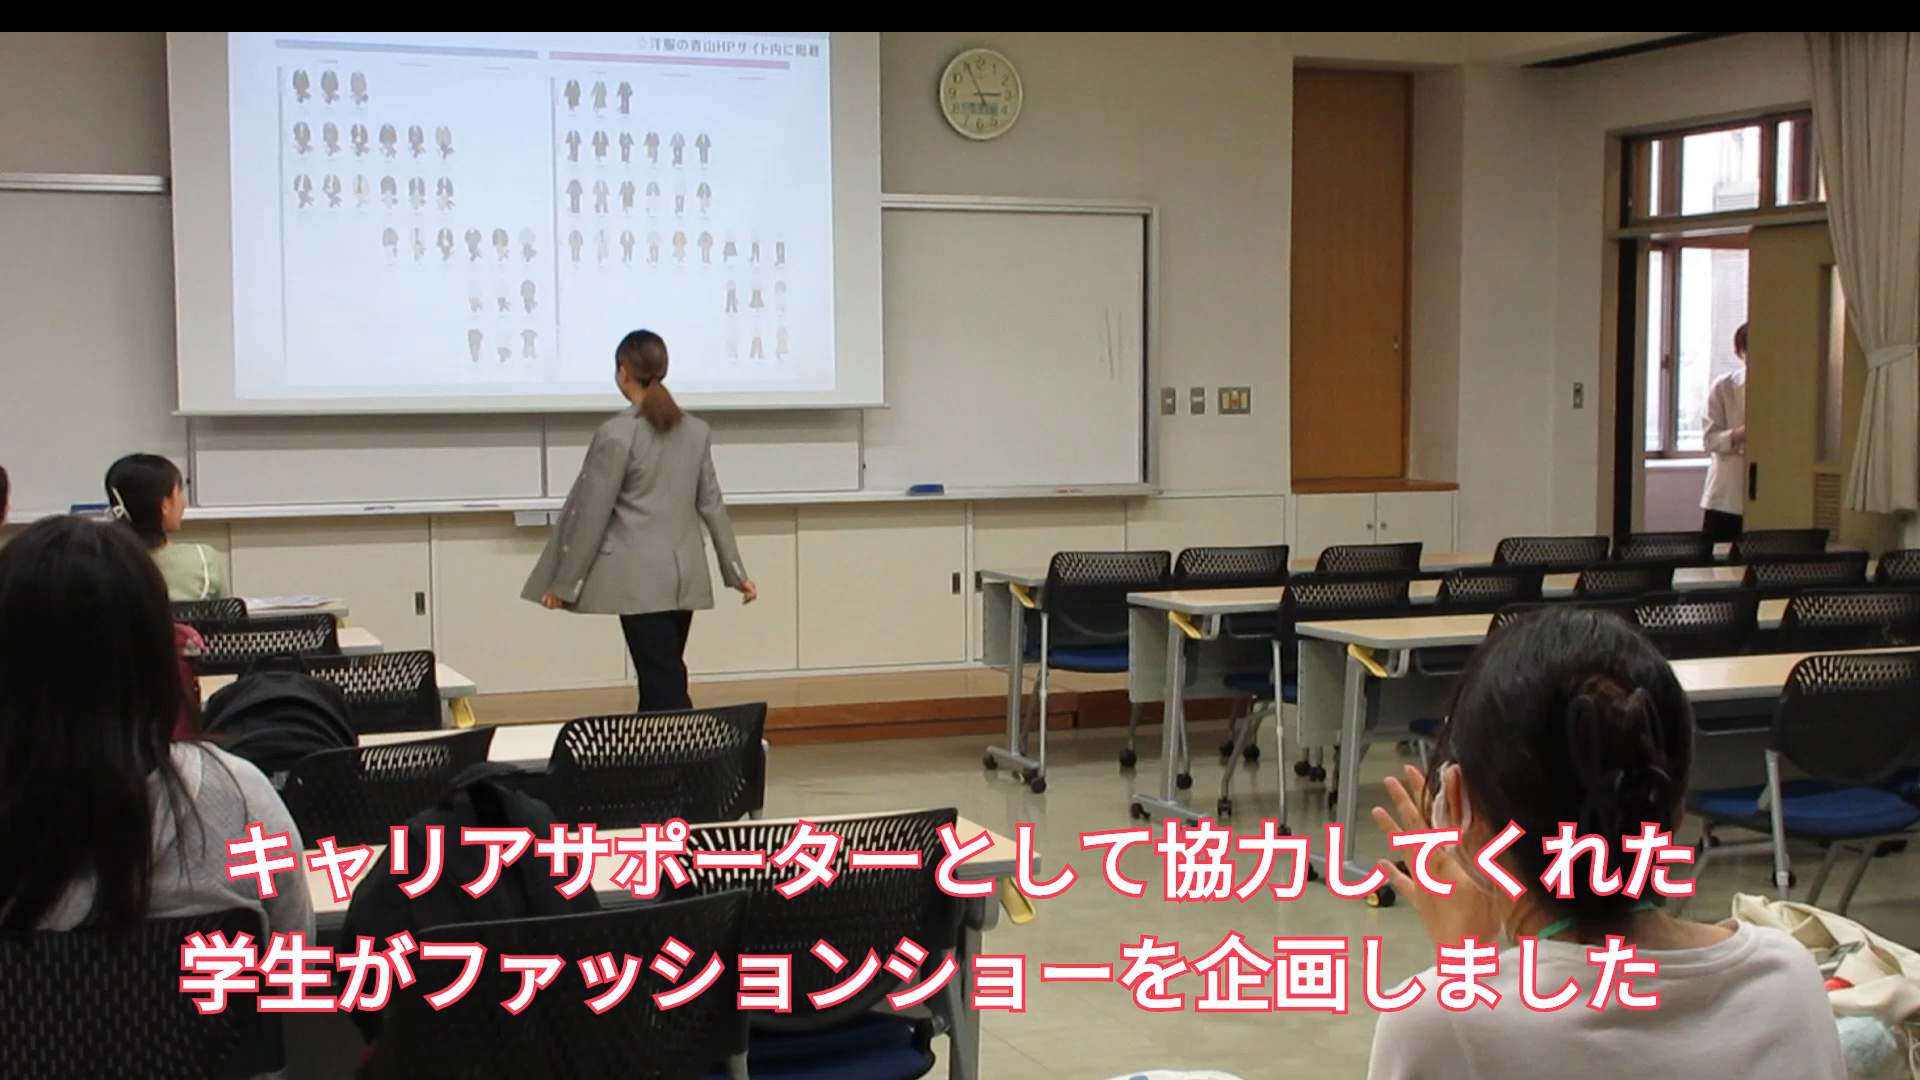 ☆洋服の青山HPサイト内に掲載
キャリアサポーターとして協力してくれた
学生がファッションショーを企画しました